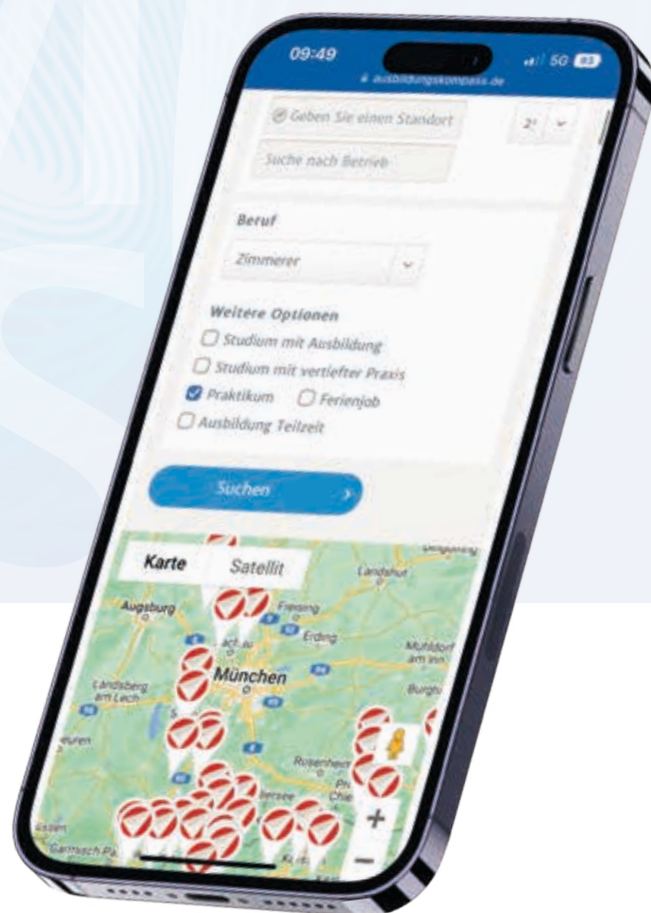 09:49 5G 93
ausbildungskompass.de
Geben Sie einen Standort
Suche nach Betrieb
Beruf
Zimmerer
Weitere Optionen
Studium mit Ausbildung
Studium mit vertiefter Praxis
Praktikum Ferienjob
Ausbildung Teilzeit
Suchen
Karte Satellit
Landshut
Augsburg Freising
Erding
München
Landsberg
am Lech
Mühldorf
am Inn
Rosenheim
+
−